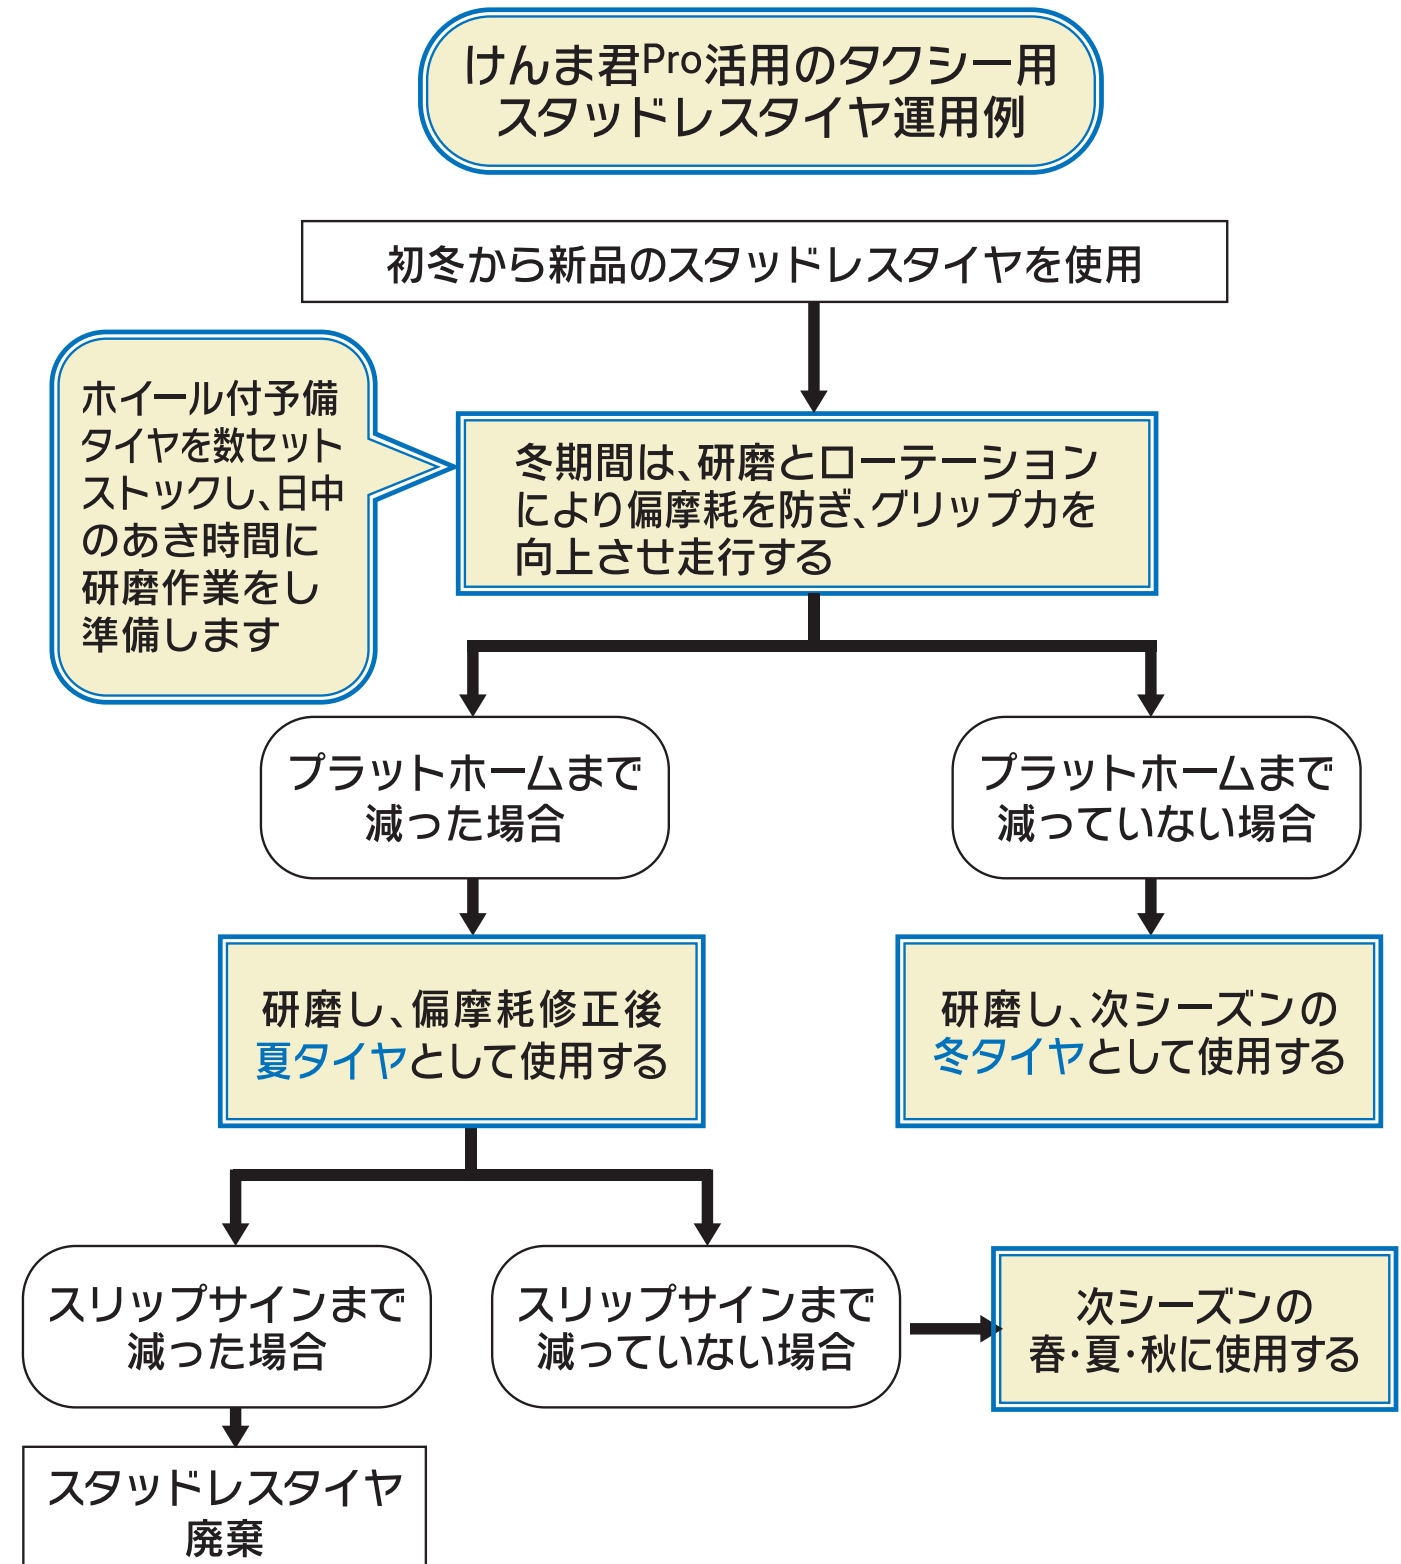 けんま君Pro活用のタクシー用
スタッドレスタイヤ運用例
初冬から新品のスタッドレスタイヤを使用
ホイール付予備
タイヤを数セット
ストックし、日中
のあき時間に
研磨作業をし
準備します
冬期間は、研磨とローテーション
により偏摩耗を防ぎ、グリップ力を
向上させ走行する
プラットホームまで
減った場合
プラットホームまで
減っていない場合
研磨し、偏摩耗修正後
夏タイヤとして使用する
研磨し、次シーズンの
冬タイヤとして使用する
スリップサインまで
減った場合
スリップサインまで
減っていない場合
次シーズンの
春・夏・秋に使用する
スタッドレスタイヤ
廃棄